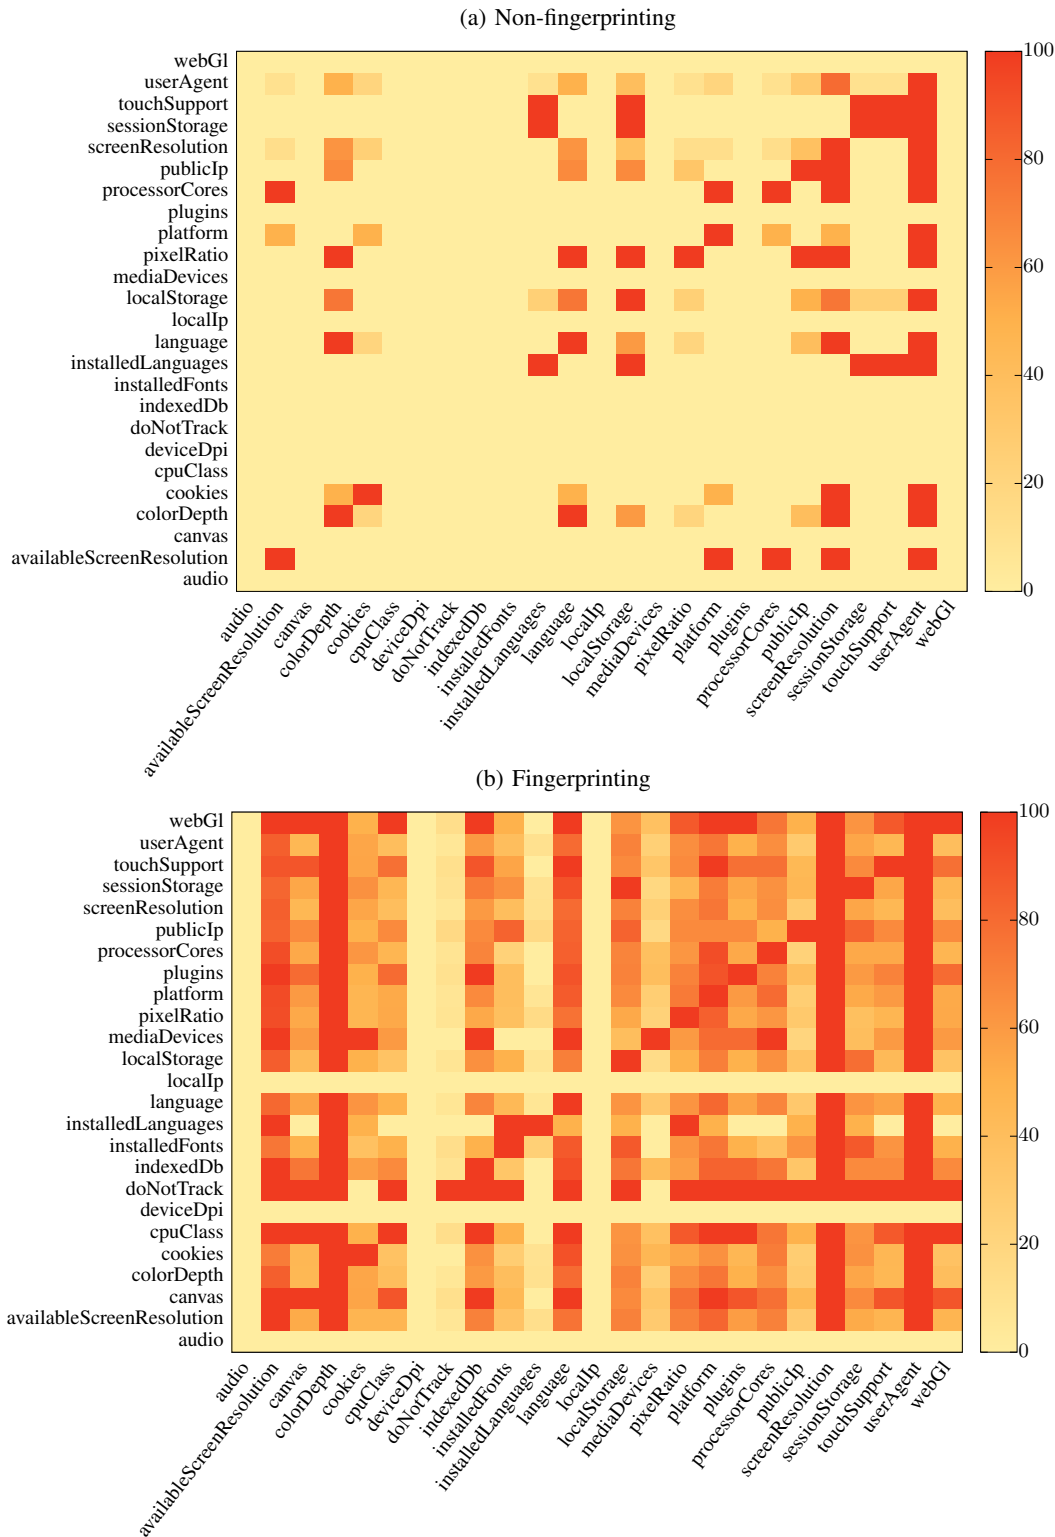 (a) Non-fingerprinting
webGl
userAgent
touchSupport
sessionStorage
screenResolution
publicIp
processorCores
plugins
platform
pixelRatio
mediaDevices
localStorage
localIp
language
installedLanguages
installedFonts
indexedDb
doNotTrack
deviceDpi
cpuClass
cookies
colorDepth
canvas
availableScreenResolution
audio
100
80
60
40
20
0
audio
availableScreenResolution
canvas
colorDepth
cookies
cpuClass
deviceDpi
doNotTrack
indexedDb
installedFonts
installedLanguages
language
localIp
localStorage
mediaDevices
pixelRatio
platform
plugins
processorCores
publicIp
screenResolution
sessionStorage
touchSupport
userAgent
webGl
(b) Fingerprinting
webGl
userAgent
touchSupport
sessionStorage
screenResolution
publicIp
processorCores
plugins
platform
pixelRatio
mediaDevices
localStorage
localIp
language
installedLanguages
installedFonts
indexedDb
doNotTrack
deviceDpi
cpuClass
cookies
colorDepth
canvas
availableScreenResolution
audio
100
80
60
40
20
0
audio
availableScreenResolution
canvas
colorDepth
cookies
cpuClass
deviceDpi
doNotTrack
indexedDb
installedFonts
installedLanguages
language
localIp
localStorage
mediaDevices
pixelRatio
platform
plugins
processorCores
publicIp
screenResolution
sessionStorage
touchSupport
userAgent
webGl